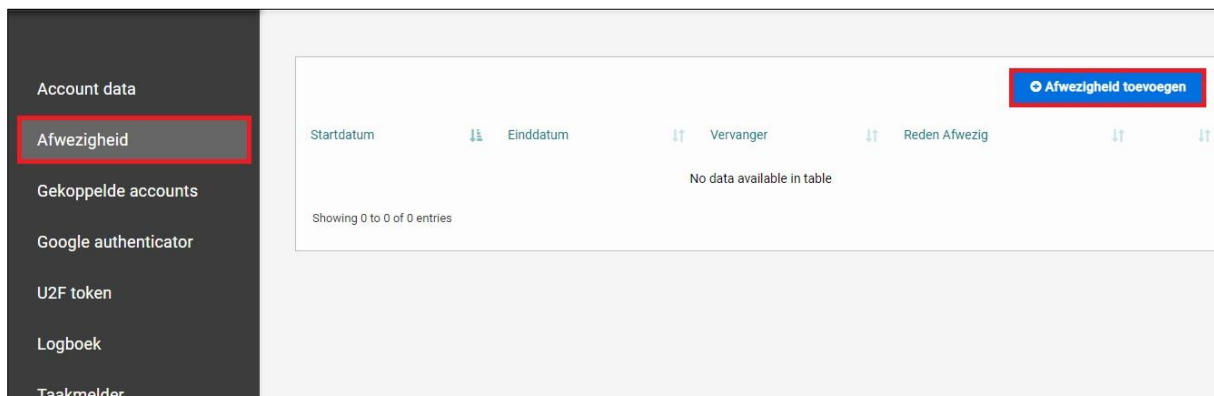 Account data
Afwezigheid
Gekoppelde accounts
Google authenticator
U2F token
Logboek
Taakmelder
Afwezigheid toevoegen
Startdatum Einddatum Vervanger Reden Afwezig
No data available in table
Showing 0 to 0 of 0 entries